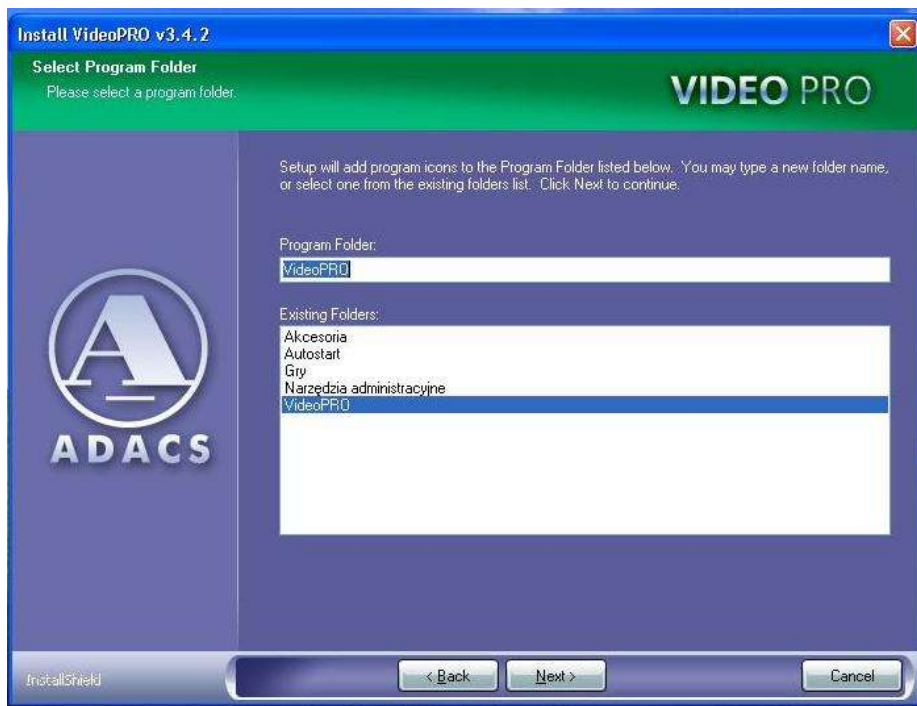 Install VideoPRO v3.4.2
Select Program Folder
Please select a program folder.
VIDEO PRO
Setup will add program icons to the Program Folder listed below. You may type a new folder name,
or select one from the existing folders list. Click Next to continue.
Program Folder:
VideoPRO
Existing Folders:
Akcesoria
Autostart
Gry
Narzędzia administracyjne
VideoPRO
A
ADACS
InstallShield
< Back
Next >
Cancel